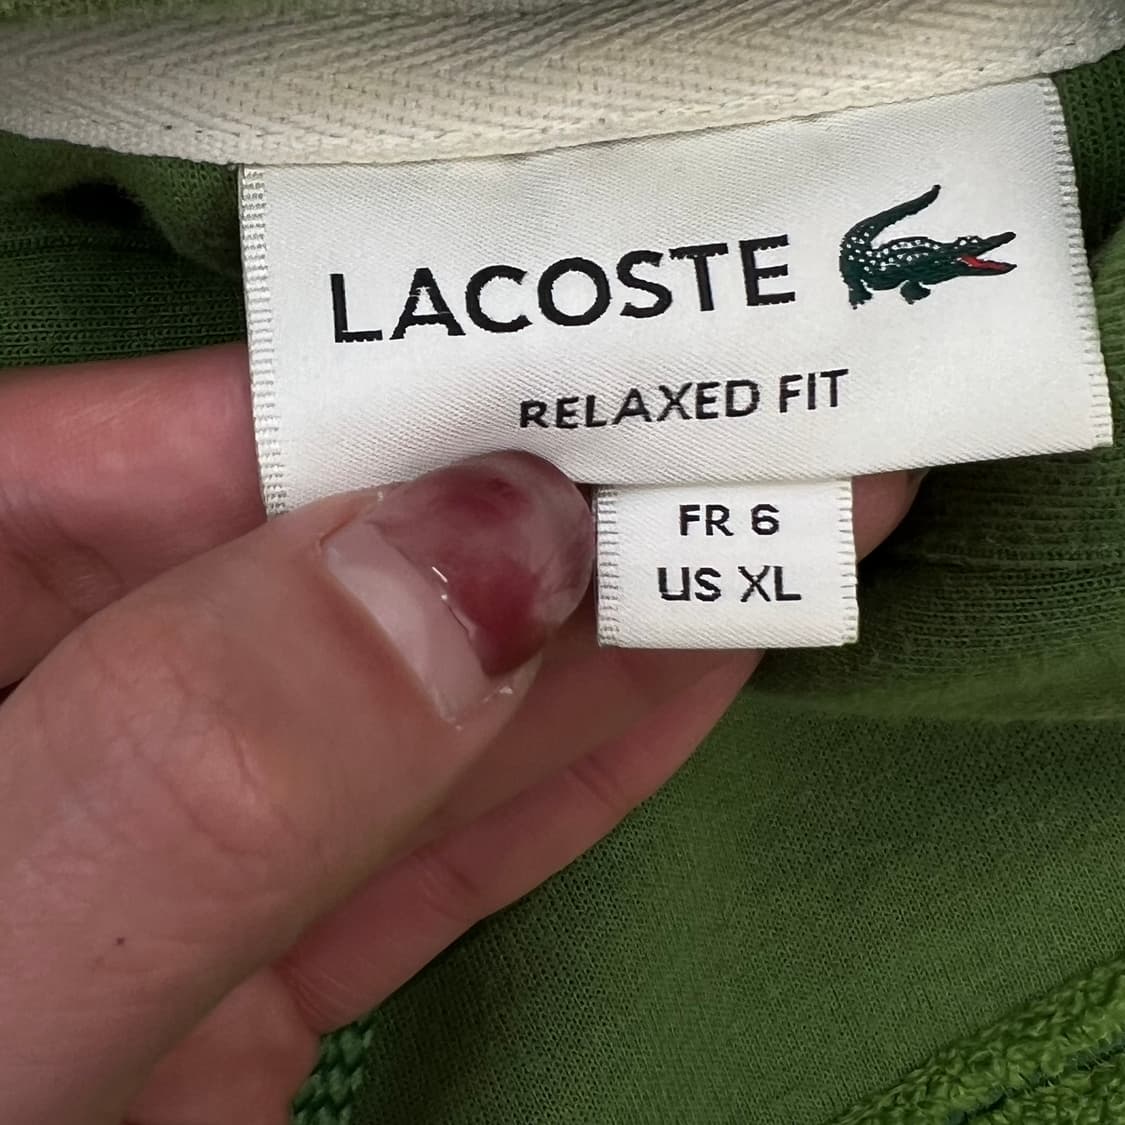 LACOSTE
RELAXED FIT
FR 6
US XL